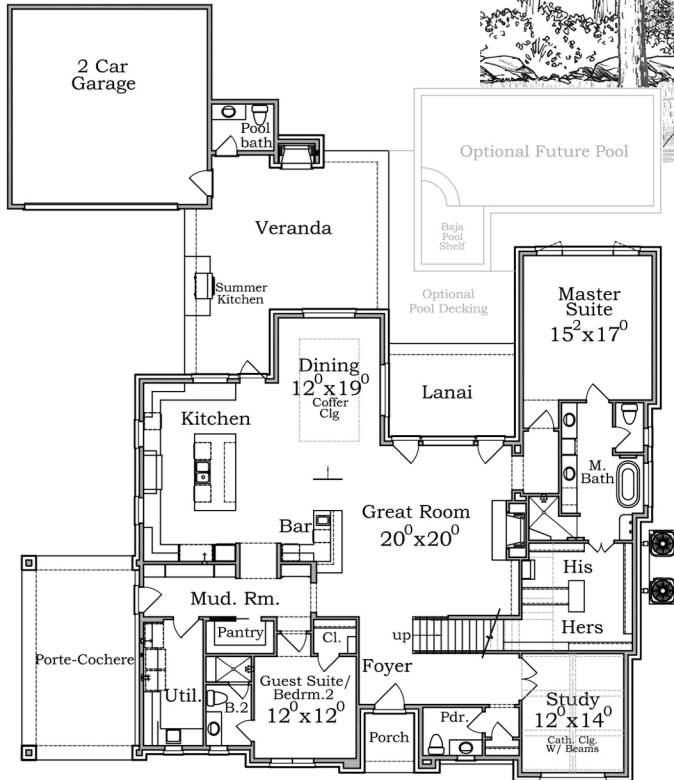 2 Car
Garage
Pool
bath
Optional Future Pool
Veranda
Baja
Pool
Shelf
Summer
Kitchen
Optional
Pool Decking
Master
Suite
15²x17⁰
Dining
12⁰x19⁰
Coffer
Clg
Lanai
Kitchen
M.
Bath
Bar
Great Room
20⁰x20⁰
His
Mud. Rm.
Hers
Pantry
Cl.
up
Porte-Cochere
Foyer
Util.
B.2
Guest Suite/
Bedrm.2
12⁰x12⁰
Study
12⁰x14⁰
Cath. Clg.
W/ Beams
Porch
Pdr.